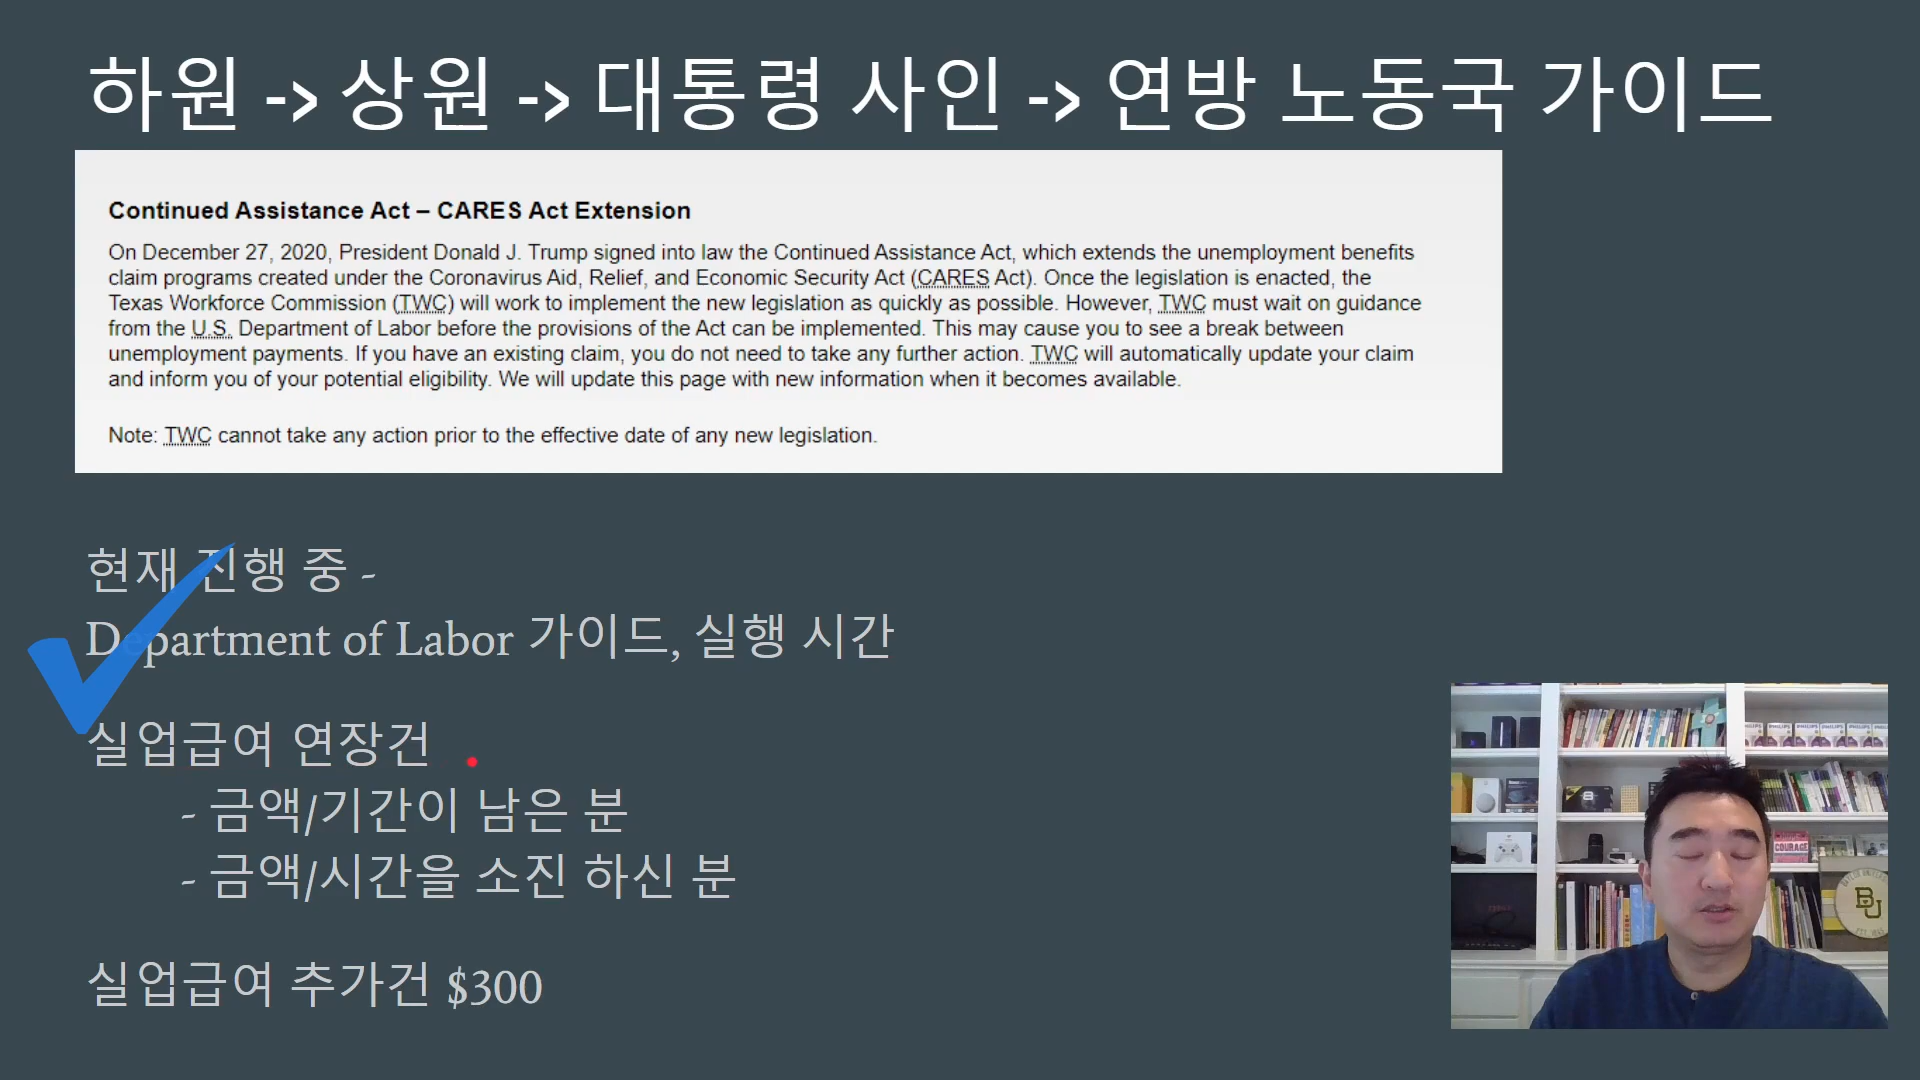 하원 -> 상원 -> 대통령 사인 -> 연방 노동국 가이드
Continued Assistance Act – CARES Act Extension
On December 27, 2020, President Donald J. Trump signed into law the Continued Assistance Act, which extends the unemployment benefits
claim programs created under the Coronavirus Aid, Relief, and Economic Security Act (CARES Act). Once the legislation is enacted, the
Texas Workforce Commission (TWC) will work to implement the new legislation as quickly as possible. However, TWC must wait on guidance
from the U.S. Department of Labor before the provisions of the Act can be implemented. This may cause you to see a break between
unemployment payments. If you have an existing claim, you do not need to take any further action. TWC will automatically update your claim
and inform you of your potential eligibility. We will update this page with new information when it becomes available.
Note: TWC cannot take any action prior to the effective date of any new legislation.
현재 진행 중 -
Department of Labor 가이드, 실행 시간
실업급여 연장건
- 금액/기간이 남은 분
- 금액/시간을 소진 하신 분
실업급여 추가건 $300
COURAGE
BU